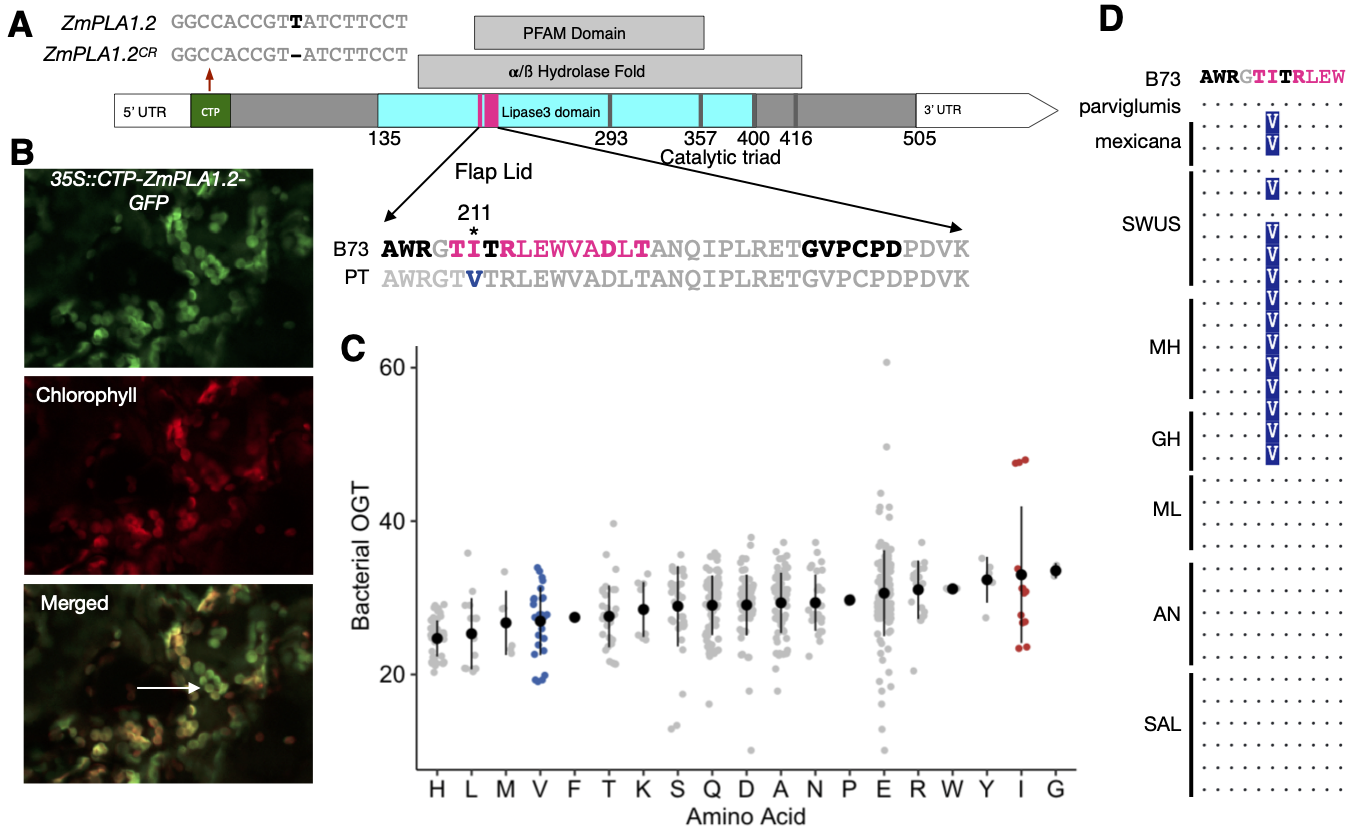 A
ZmPLA1.2 GGCCACCGTTATCTTCCT
ZmPLA1.2CR GGCCACCGT–ATCTTCCT
PFAM Domain
α/ß Hydrolase Fold
5' UTR CTP Lipase3 domain 3' UTR
135 293 357 400 416 505
Catalytic triad
Flap Lid
211
*
B73 AWRGTITRLEWVADLTANQIPLRETGVPCPDPDVK
PT AWRGTVTRLEWVADLTANQIPLRETGVPCPDPDVK
B
35S::CTP-ZmPLA1.2-
GFP
Chlorophyll
Merged
C
Bacterial OGT
60
40
20
H L M V F T K S Q D A N P E R W Y I G
Amino Acid
D
B73 AWRGTITRLEW
parviglumis
V
mexicana V
V
SWUS
V
V
V
V
V
MH V
V
V
V
GH V
V
ML
AN
SAL